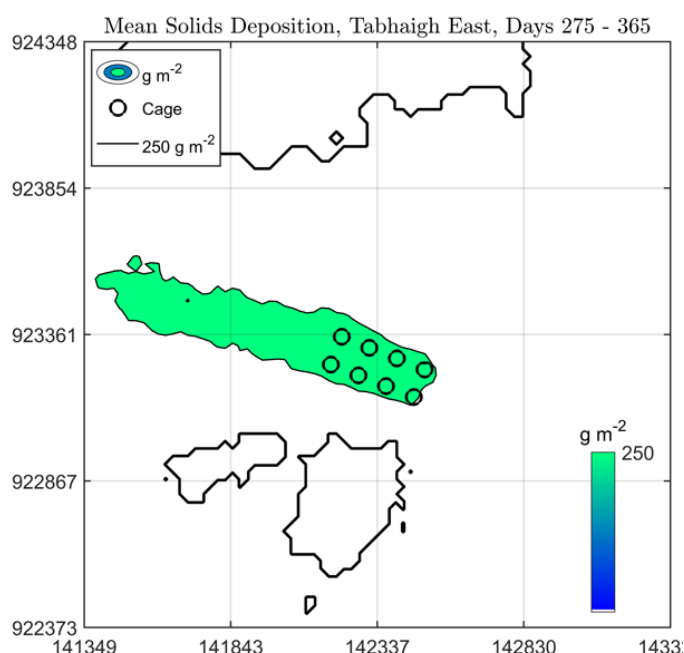 Mean Solids Deposition, Tabhaigh East, Days 275 - 365
924348
g m-2
Cage
250 g m-2
923854
923361
g m-2
250
922867
922373
141349 141843 142337 142830